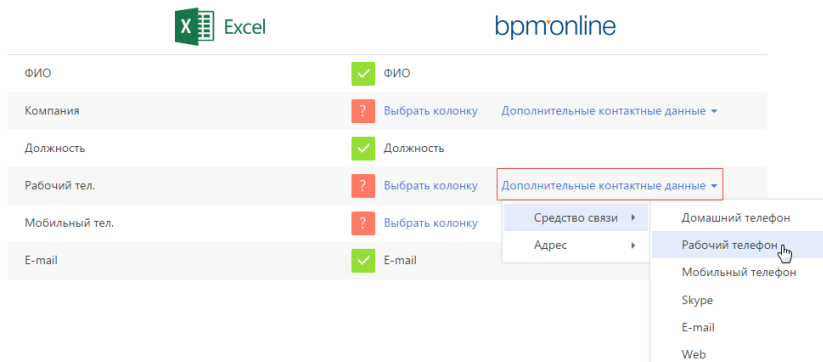 Excel bpm'online
ФИО ФИО
Компания ? Выбрать колонку Дополнительные контактные данные
Должность Должность
Рабочий тел. ? Выбрать колонку Дополнительные контактные данные
Мобильный тел. ? Выбрать колонку Средство связи Домашний телефон
E-mail E-mail Адрес Рабочий телефон
Мобильный телефон
Skype
E-mail
Web